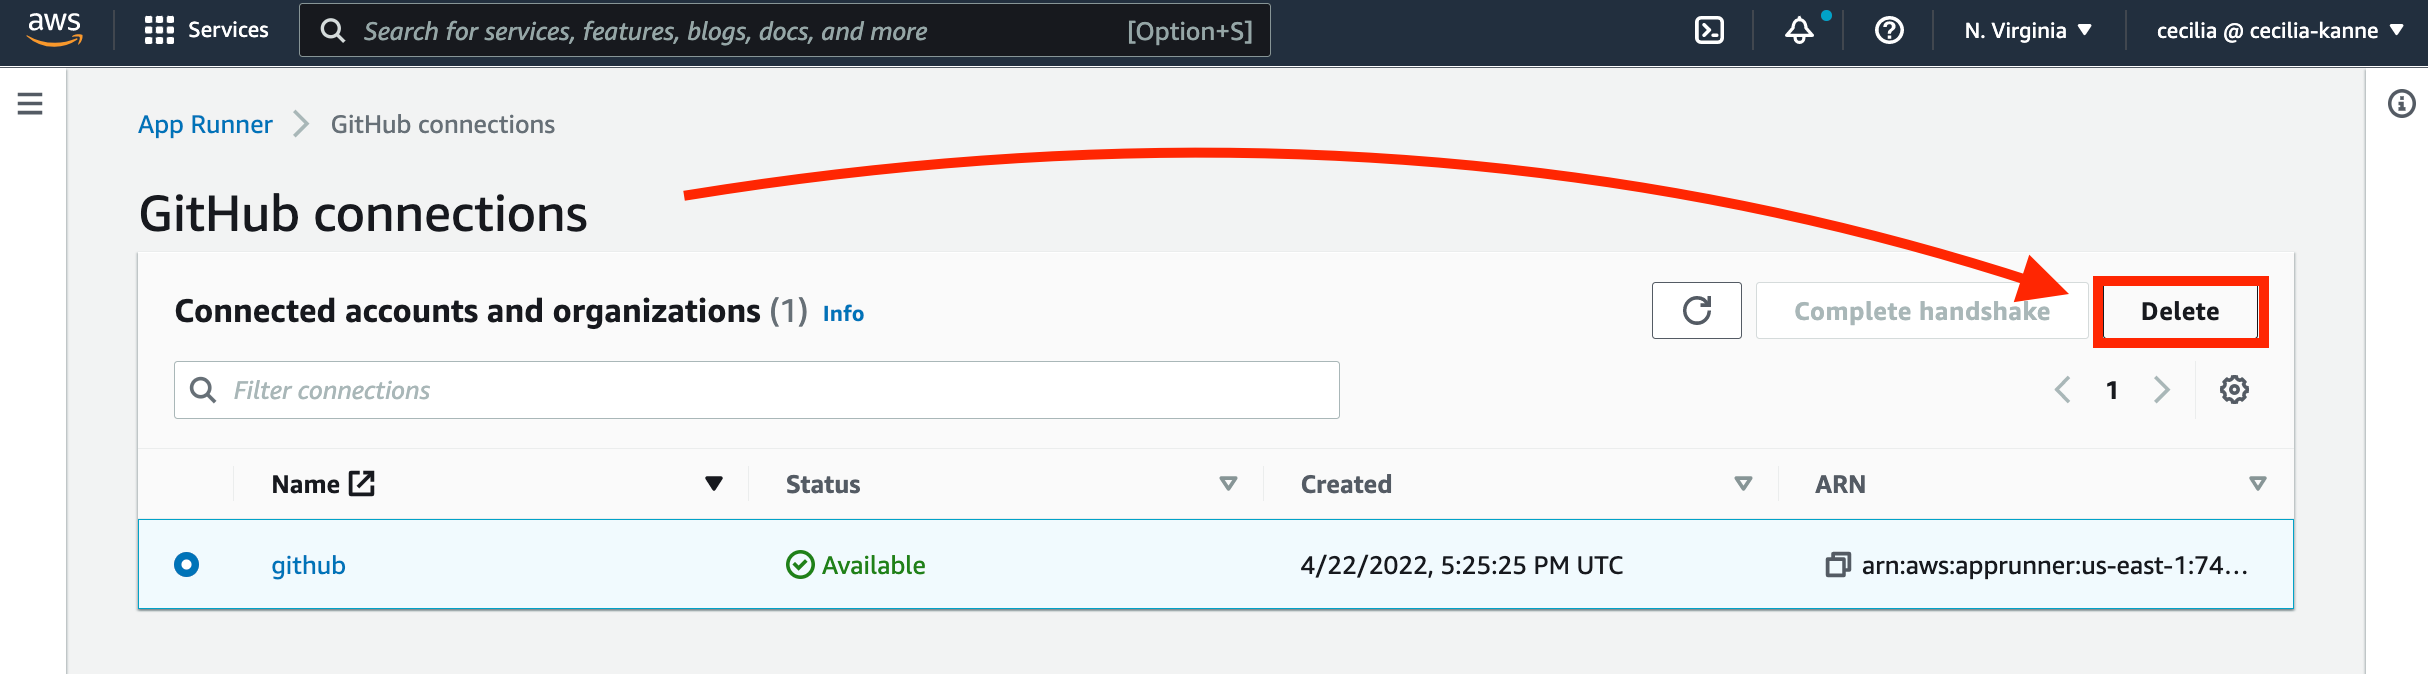 aws Services Search for services, features, blogs, docs, and more [Option+S] N. Virginia cecilia @ cecilia-kanne
App Runner GitHub connections
GitHub connections
Connected accounts and organizations (1) Info Complete handshake Delete
Filter connections 1
Name Status Created ARN
github Available 4/22/2022, 5:25:25 PM UTC arn:aws:apprunner:us-east-1:74...